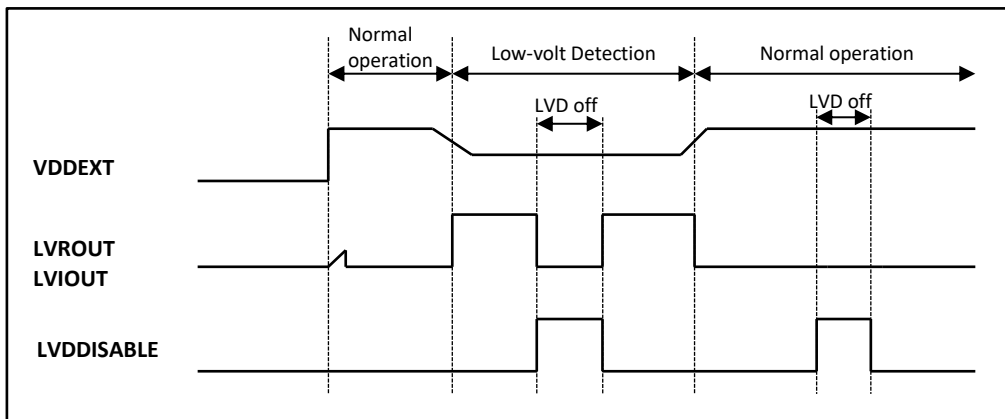 Normal
operation
Low-volt Detection
Normal operation
LVD off
LVD off
VDDEXT
LVROUT
LVIOUT
LVDDISABLE